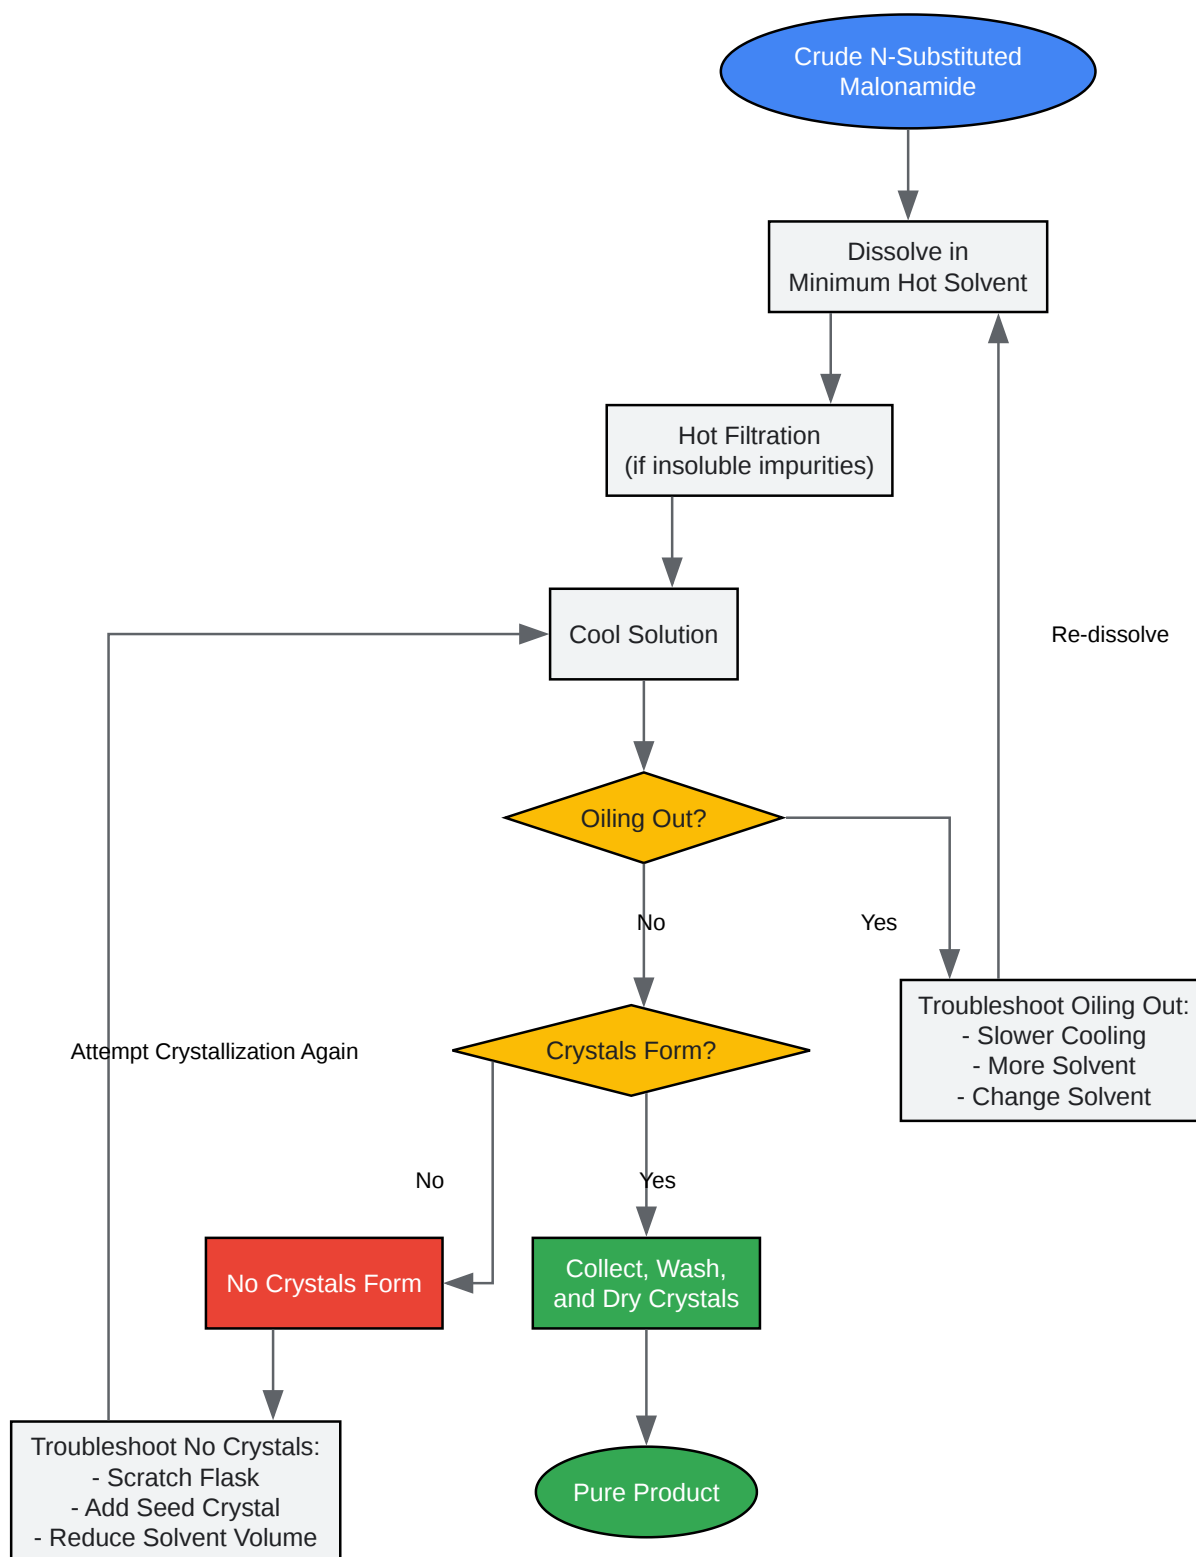 Crude N-Substituted
Malonamide
Dissolve in
Minimum Hot Solvent
Hot Filtration
(if insoluble impurities)
Cool Solution
Re-dissolve
Oiling Out?
No
Yes
Troubleshoot Oiling Out:
- Slower Cooling
- More Solvent
- Change Solvent
Attempt Crystallization Again
Crystals Form?
No
Yes
No Crystals Form
Collect, Wash,
and Dry Crystals
Troubleshoot No Crystals:
- Scratch Flask
- Add Seed Crystal
- Reduce Solvent Volume
Pure Product